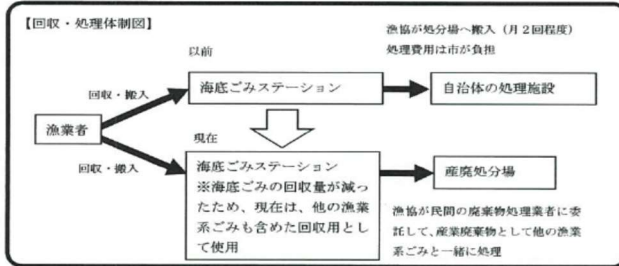 【回収・処理体制図】
漁協が処分場へ搬入（月２回程度）
処理費用は市が負担
以前
回収・搬入
海底ごみステーション
自治体の処理施設
漁業者
現在
回収・搬入
海底ごみステーション
※海底ごみの回収量が減っ
たため、現在は、他の漁業
系ごみも含めた回収用とし
て使用
産廃処分場
漁協が民間の廃棄物処理業者に委
託して、産業廃棄物として他の漁業
系ごみと一緒に処理